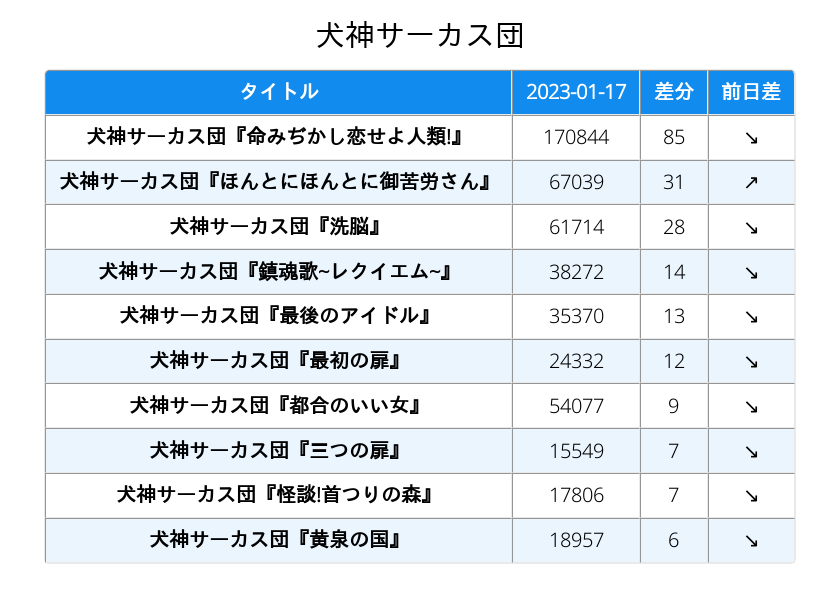 犬神サーカス団
タイトル 2023-01-17 差分 前日差
犬神サーカス団『命みぢかし恋せよ人類!』 170844 85 ↘
犬神サーカス団『ほんとにほんとに御苦労さん』 67039 31 ↗
犬神サーカス団『洗脳』 61714 28 ↘
犬神サーカス団『鎮魂歌~レクイエム~』 38272 14 ↘
犬神サーカス団『最後のアイドル』 35370 13 ↘
犬神サーカス団『最初の扉』 24332 12 ↘
犬神サーカス団『都合のいい女』 54077 9 ↘
犬神サーカス団『三つの扉』 15549 7 ↘
犬神サーカス団『怪談!首つりの森』 17806 7 ↘
犬神サーカス団『黄泉の国』 18957 6 ↘